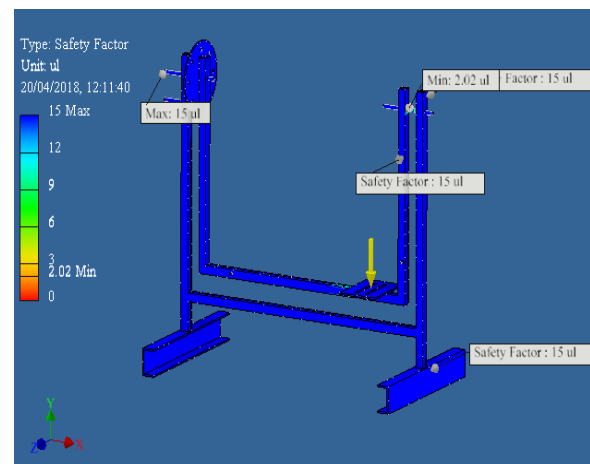 Type: Safety Factor
Unit: ul
20/04/2018, 12:11:40
15 Max
12
9
6
3
2.02 Min
0
Max: 15 ul
Min: 2,02 ul
Factor : 15 ul
Safety Factor : 15 ul
Safety Factor : 15 ul
Y
Z
X